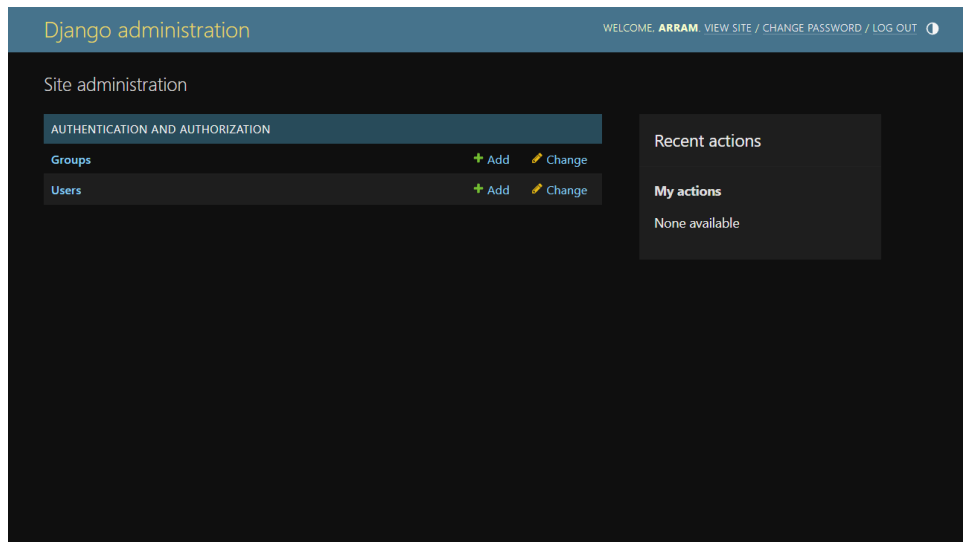 Django administration
WELCOME, ARRAM. VIEW SITE / CHANGE PASSWORD / LOG OUT
Site administration
AUTHENTICATION AND AUTHORIZATION
Groups Add Change
Users Add Change
Recent actions
My actions
None available